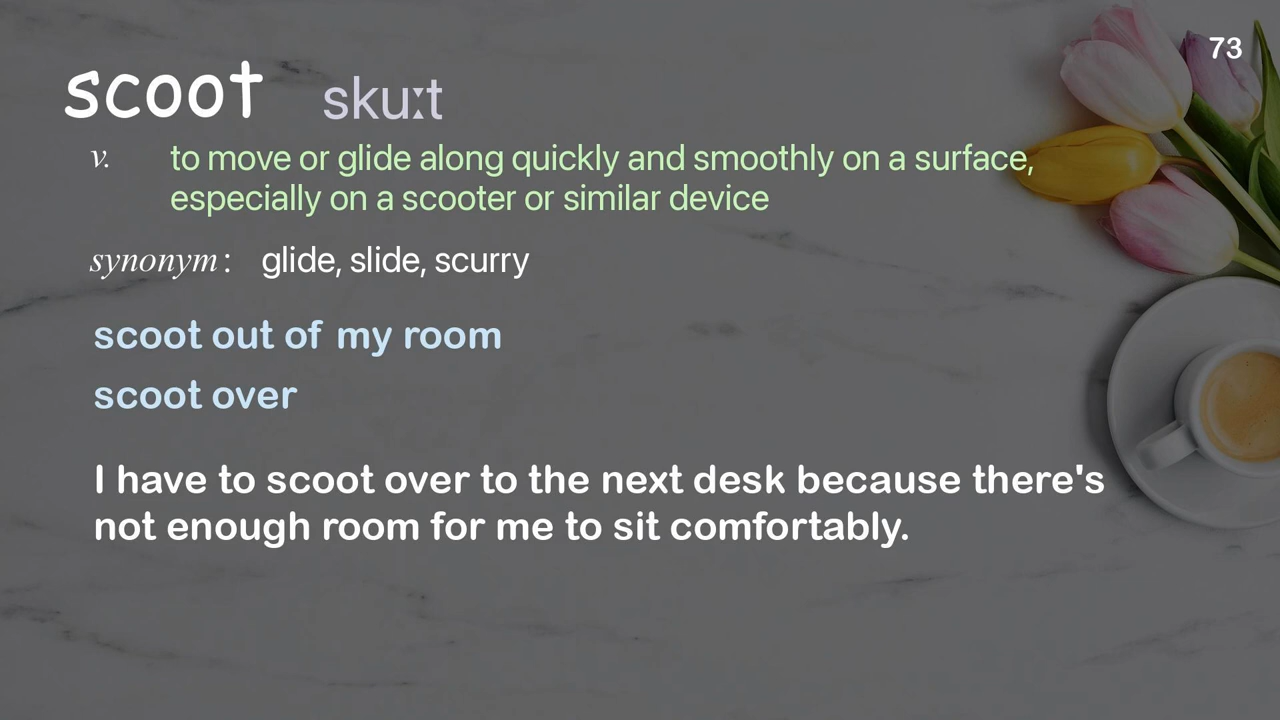 73
scoot skuːt
v. to move or glide along quickly and smoothly on a surface,
especially on a scooter or similar device
synonym : glide, slide, scurry
scoot out of my room
scoot over
I have to scoot over to the next desk because there's
not enough room for me to sit comfortably.